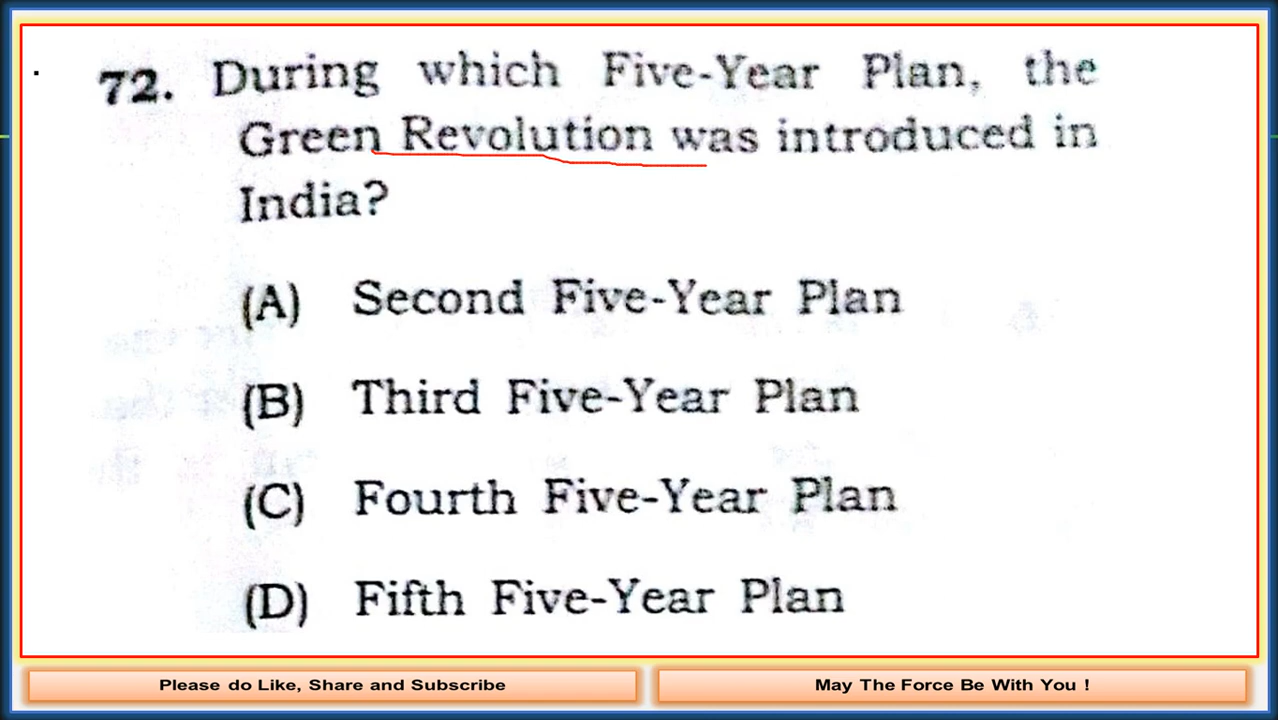 72. During which Five-Year Plan, the
Green Revolution was introduced in
India?
(A) Second Five-Year Plan
(B) Third Five-Year Plan
(C) Fourth Five-Year Plan
(D) Fifth Five-Year Plan
Please do Like, Share and Subscribe
May The Force Be With You !